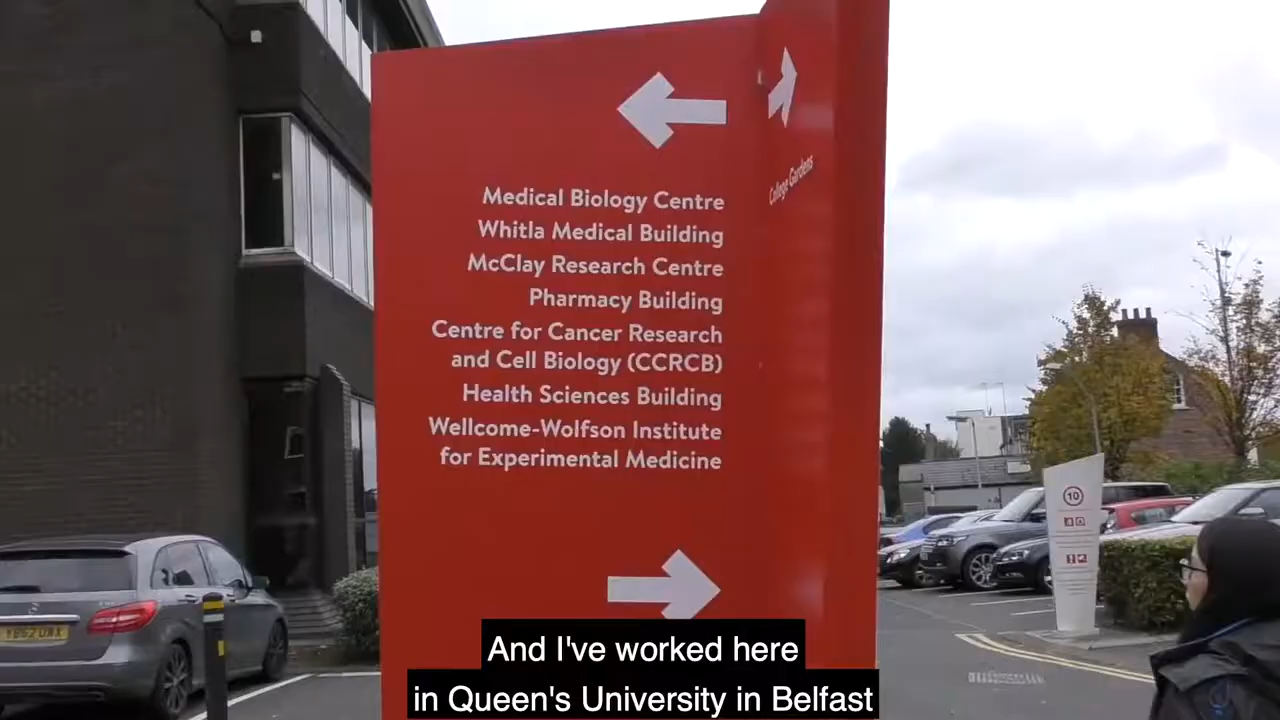 College Gardens
Medical Biology Centre
Whitla Medical Building
McClay Research Centre
Pharmacy Building
Centre for Cancer Research
and Cell Biology (CCRCB)
Health Sciences Building
Wellcome-Wolfson Institute
for Experimental Medicine
10
And I've worked here
in Queen's University in Belfast